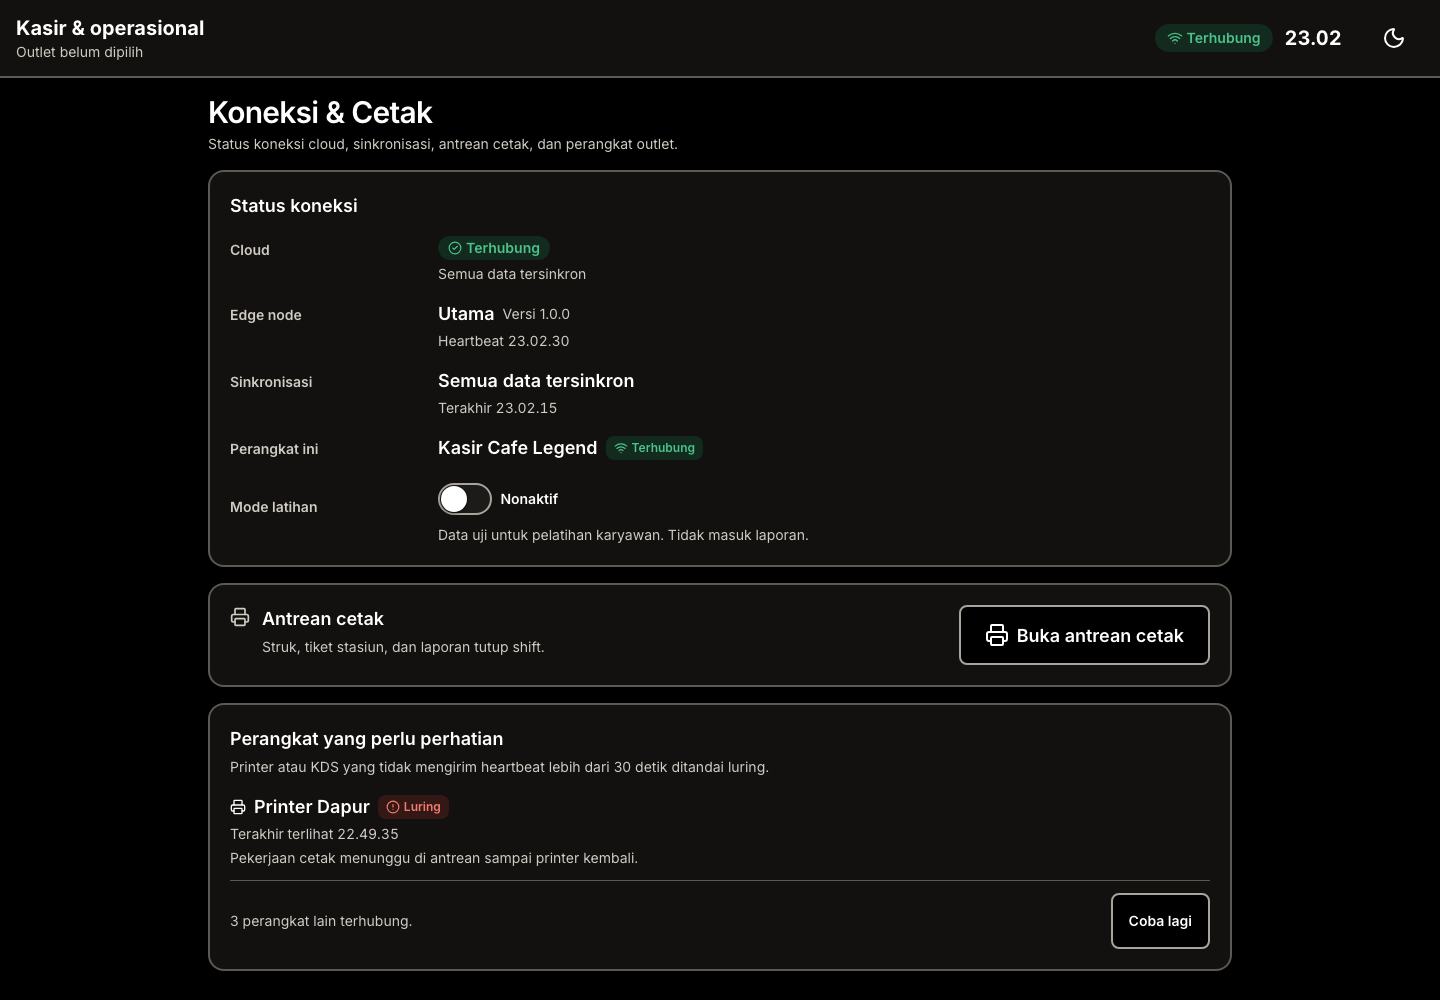 Kasir & operasional
Outlet belum dipilih
Terhubung
23.02
Koneksi & Cetak
Status koneksi cloud, sinkronisasi, antrean cetak, dan perangkat outlet.
Status koneksi
Cloud
Terhubung
Semua data tersinkron
Edge node
Utama Versi 1.0.0
Heartbeat 23.02.30
Sinkronisasi
Semua data tersinkron
Terakhir 23.02.15
Perangkat ini
Kasir Cafe Legend Terhubung
Mode latihan
Nonaktif
Data uji untuk pelatihan karyawan. Tidak masuk laporan.
Antrean cetak
Struk, tiket stasiun, dan laporan tutup shift.
Buka antrean cetak
Perangkat yang perlu perhatian
Printer atau KDS yang tidak mengirim heartbeat lebih dari 30 detik ditandai luring.
Printer Dapur Luring
Terakhir terlihat 22.49.35
Pekerjaan cetak menunggu di antrean sampai printer kembali.
3 perangkat lain terhubung.
Coba lagi